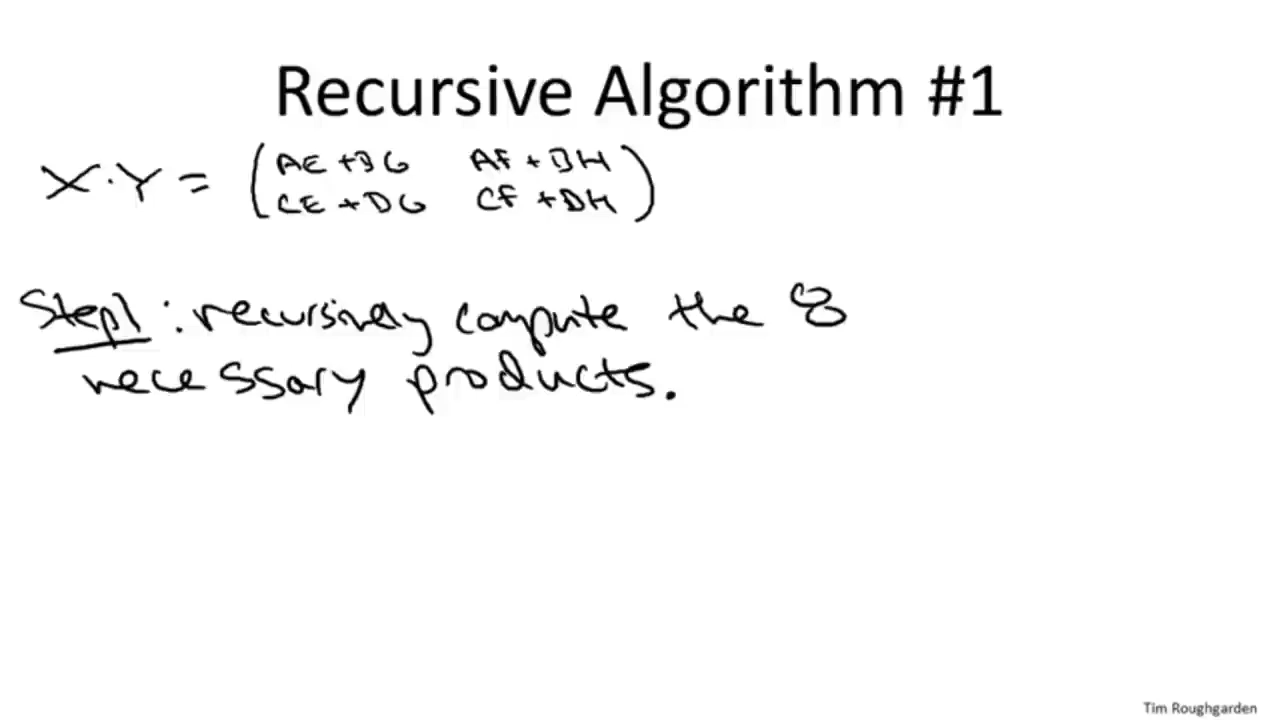 Recursive Algorithm #1
X·Y = (AE+BG AF+BH
CE+DG CF+DH)
Step1: recursively compute the 8
necessary products.
Tim Roughgarden